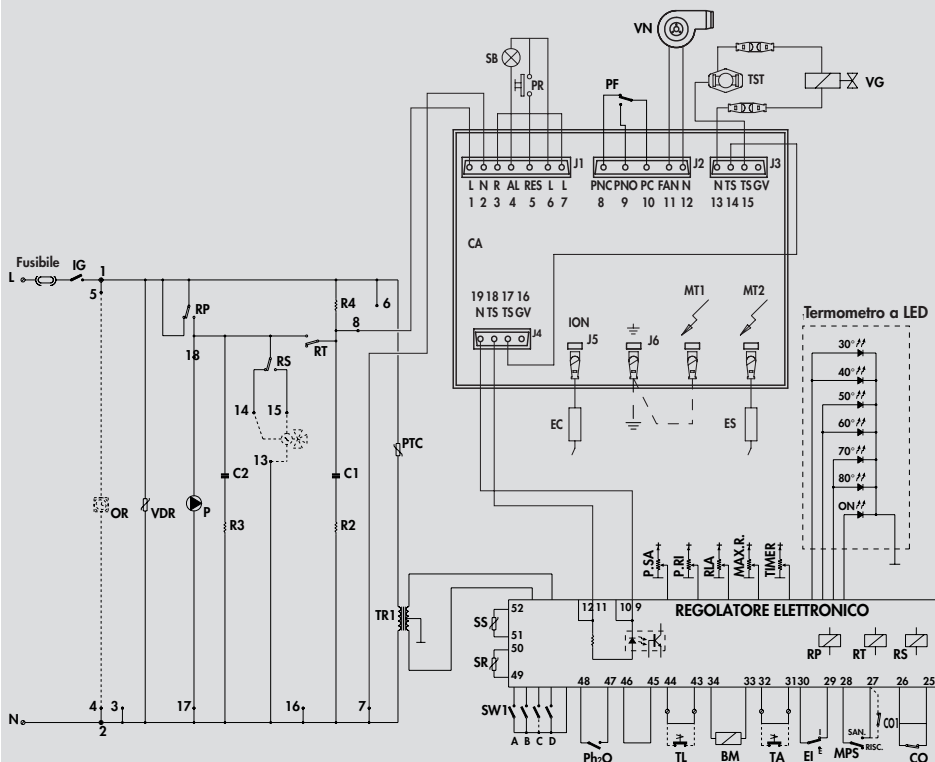 VN
SB
PR
PF
TST
VG
J1
J2
J3
L N R AL RES L L
1 2 3 4 5 6 7
PNC PNO PC FAN N
8 9 10 11 12
N TS TS GV
13 14 15
CA
Fusibile
L
IG
1
5
RP
18
R4
6
8
RT
RS
14
15
13
19 18 17 16
N TS TS GV
J4
ION
J5
J6
MT1
MT2
EC
ES
Termometro a LED
30°
40°
50°
60°
70°
80°
ON
OR
VDR
P
C2
R3
C1
R2
PTC
TR1
P.SA
P.RI
RLA
MAX.R.
TIMER
52
SS
51
50
SR
49
12 11
10 9
REGOLATORE ELETTRONICO
RP
RT
RS
N
4
2
3
17
16
7
48 47 46 45 44 43 34 33 32 31 30 29 28 27 26 25
SW1
A B C D
Ph2O
TL
BM
TA
EI
E
MPS
SAN.
RISC.
CO1
CO